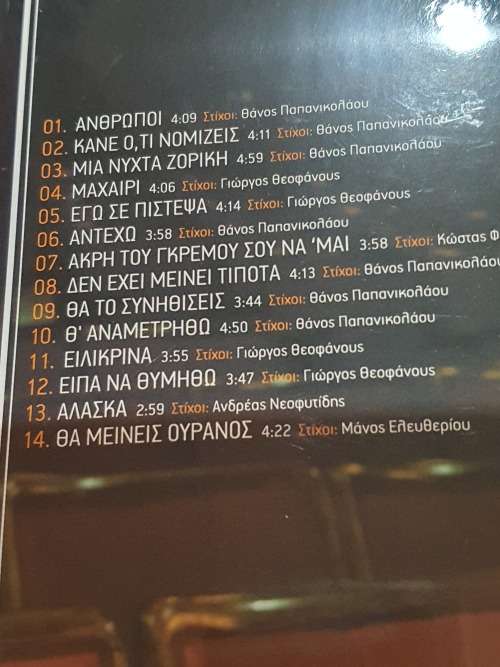 01. ΑΝΘΡΩΠΟΙ 4:09 Στίχοι: Θάνος Παπανικολάου
02. ΚΑΝΕ Ο,ΤΙ ΝΟΜΙΖΕΙΣ 4:11 Στίχοι: Θάνος Παπανικολάου
03. ΜΙΑ ΝΥΧΤΑ ΖΟΡΙΚΗ 4:59 Στίχοι: Θάνος Παπανικολάου
04. ΜΑΧΑΙΡΙ 4:06 Στίχοι: Γιώργος Θεοφάνους
05. ΕΓΩ ΣΕ ΠΙΣΤΕΨΑ 4:14 Στίχοι: Γιώργος Θεοφάνους
06. ΑΝΤΕΧΩ 3:58 Στίχοι: Θάνος Παπανικολάου
07. ΑΚΡΗ ΤΟΥ ΓΚΡΕΜΟΥ ΣΟΥ ΝΑ 'ΜΑΙ 3:58 Στίχοι: Κώστας Φ
08. ΔΕΝ ΕΧΕΙ ΜΕΙΝΕΙ ΤΙΠΟΤΑ 4:13 Στίχοι: Θάνος Παπανικολάου
09. ΘΑ ΤΟ ΣΥΝΗΘΙΣΕΙΣ 3:44 Στίχοι: Θάνος Παπανικολάου
10. Θ' ΑΝΑΜΕΤΡΗΘΩ 4:50 Στίχοι: Θάνος Παπανικολάου
11. ΕΙΛΙΚΡΙΝΑ 3:55 Στίχοι: Γιώργος Θεοφάνους
12. ΕΙΠΑ ΝΑ ΘΥΜΗΘΩ 3:47 Στίχοι: Γιώργος Θεοφάνους
13. ΑΛΑΣΚΑ 2:59 Στίχοι: Ανδρέας Νεοφυτίδης
14. ΘΑ ΜΕΙΝΕΙΣ ΟΥΡΑΝΟΣ 4:22 Στίχοι: Μάνος Ελευθερίου